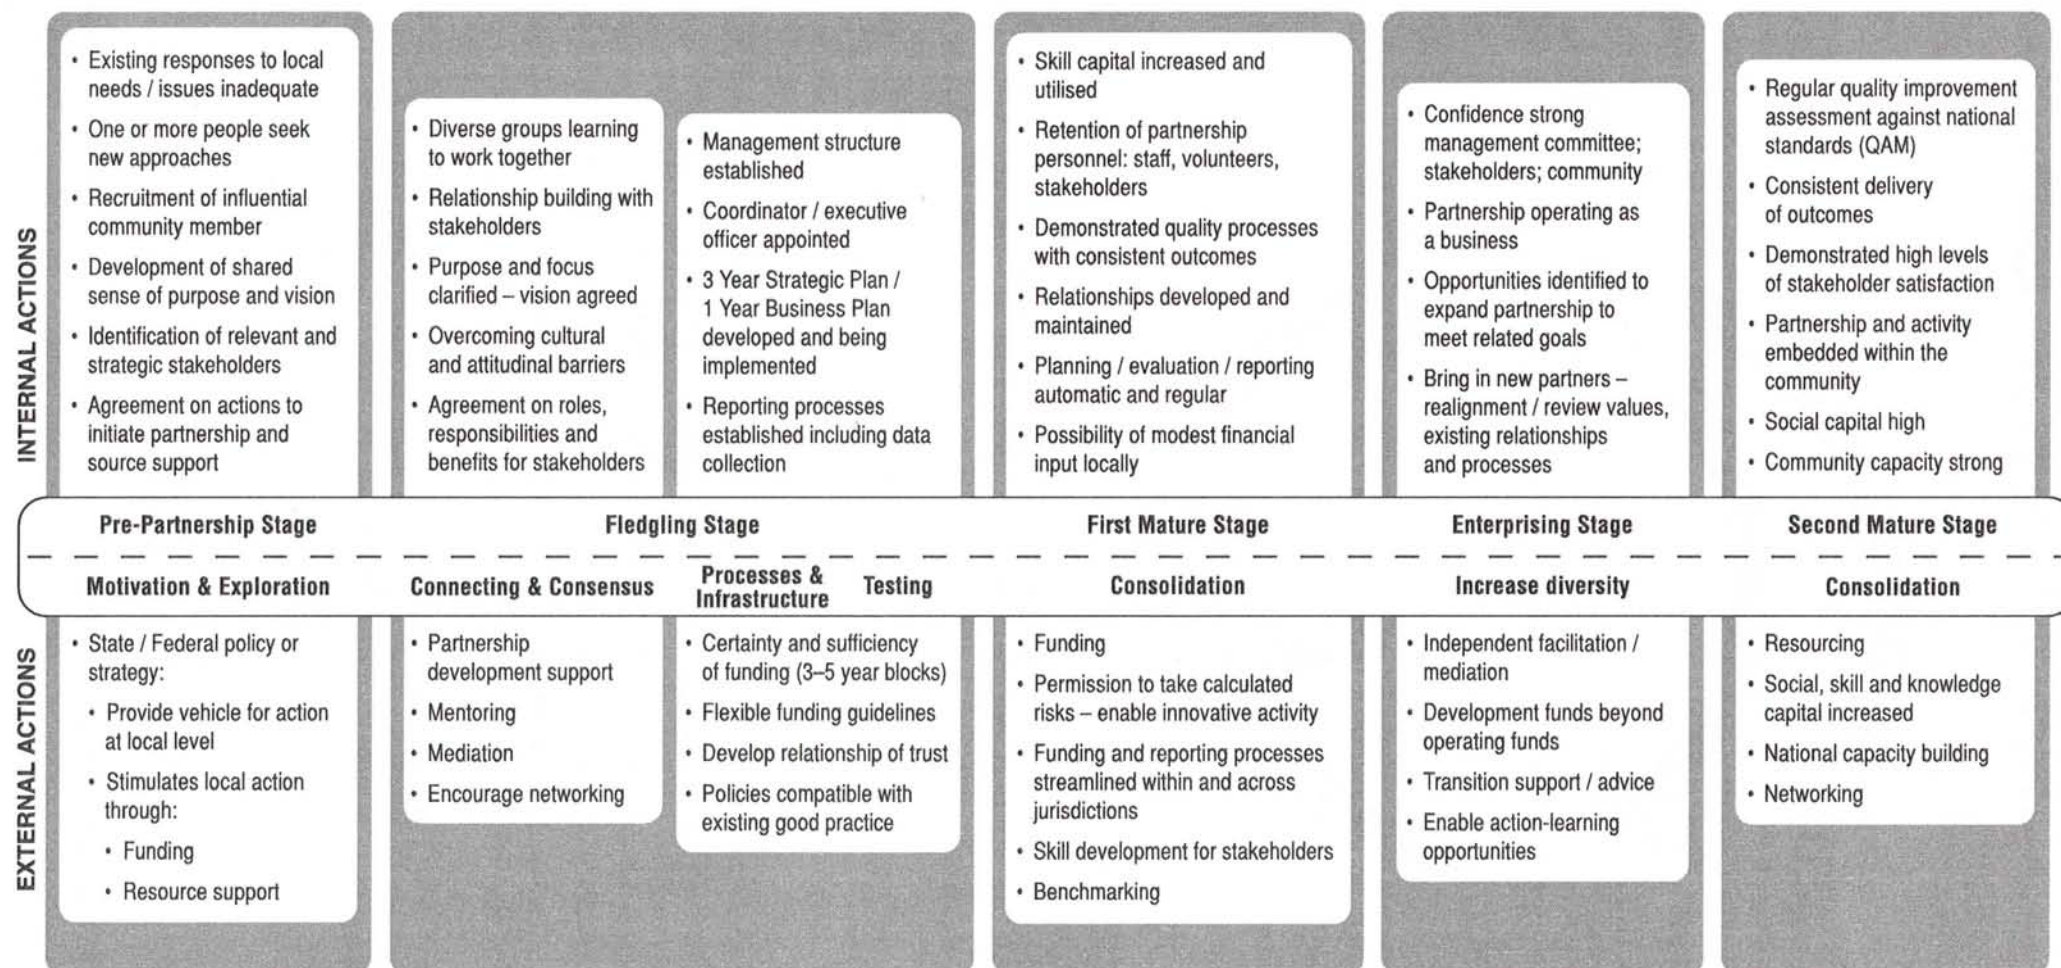 INTERNAL ACTIONS
• Existing responses to local
needs / issues inadequate
• One or more people seek
new approaches
• Recruitment of influential
community member
• Development of shared
sense of purpose and vision
• Identification of relevant and
strategic stakeholders
• Agreement on actions to
initiate partnership and
source support
• Diverse groups learning
to work together
• Relationship building with
stakeholders
• Purpose and focus
clarified – vision agreed
• Overcoming cultural
and attitudinal barriers
• Agreement on roles,
responsibilities and
benefits for stakeholders
• Management structure
established
• Coordinator / executive
officer appointed
• 3 Year Strategic Plan /
1 Year Business Plan
developed and being
implemented
• Reporting processes
established including data
collection
• Skill capital increased and
utilised
• Retention of partnership
personnel: staff, volunteers,
stakeholders
• Demonstrated quality processes
with consistent outcomes
• Relationships developed and
maintained
• Planning / evaluation / reporting
automatic and regular
• Possibility of modest financial
input locally
• Confidence strong
management committee;
stakeholders; community
• Partnership operating as
a business
• Opportunities identified to
expand partnership to
meet related goals
• Bring in new partners –
realignment / review values,
existing relationships
and processes
• Regular quality improvement
assessment against national
standards (QAM)
• Consistent delivery
of outcomes
• Demonstrated high levels
of stakeholder satisfaction
• Partnership and activity
embedded within the
community
• Social capital high
• Community capacity strong
Pre-Partnership Stage
Fledgling Stage
First Mature Stage
Enterprising Stage
Second Mature Stage
Motivation & Exploration
Connecting & Consensus
Processes &
Infrastructure
Testing
Consolidation
Increase diversity
Consolidation
EXTERNAL ACTIONS
• State / Federal policy or
strategy:
• Provide vehicle for action
at local level
• Stimulates local action
through:
• Funding
• Resource support
• Partnership
development support
• Mentoring
• Mediation
• Encourage networking
• Certainty and sufficiency
of funding (3–5 year blocks)
• Flexible funding guidelines
• Develop relationship of trust
• Policies compatible with
existing good practice
• Funding
• Permission to take calculated
risks – enable innovative activity
• Funding and reporting processes
streamlined within and across
jurisdictions
• Skill development for stakeholders
• Benchmarking
• Independent facilitation /
mediation
• Development funds beyond
operating funds
• Transition support / advice
• Enable action-learning
opportunities
• Resourcing
• Social, skill and knowledge
capital increased
• National capacity building
• Networking